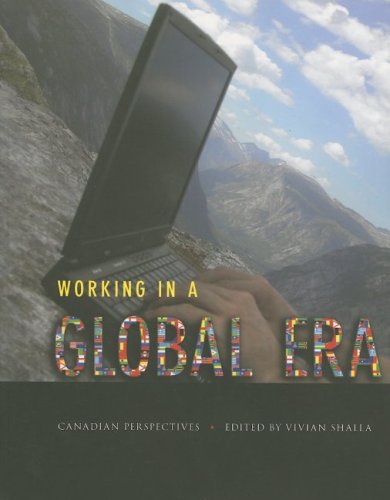 WORKING IN A
GLOBAL ERA
CANADIAN PERSPECTIVES • EDITED BY VIVIAN SHALLA